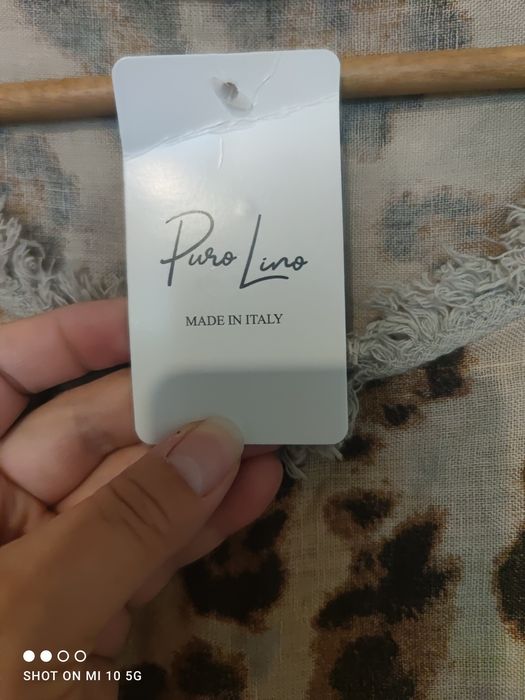 Puro Lino
MADE IN ITALY
SHOT ON MI 10 5G